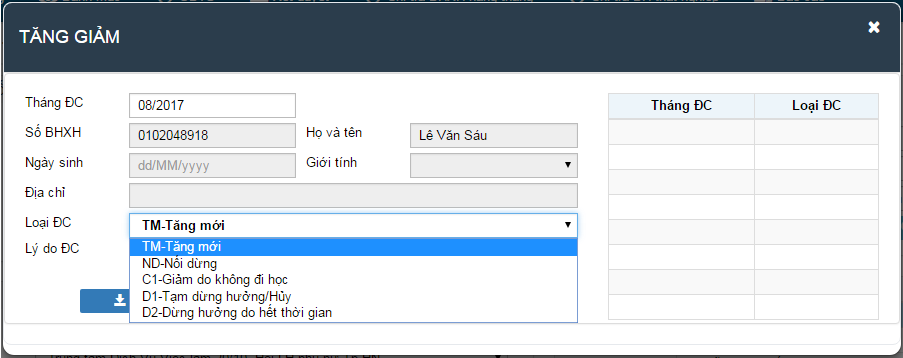 TĂNG GIẢM
Tháng ĐC 08/2017
Số BHXH 0102048918 Họ và tên Lê Văn Sáu
Ngày sinh dd/MM/yyyy Giới tính
Địa chỉ
Loại ĐC TM-Tăng mới
Lý do ĐC
TM-Tăng mới
ND-Nối dừng
C1-Giảm do không đi học
D1-Tạm dừng hưởng/Hủy
D2-Dừng hưởng do hết thời gian
Tháng ĐC Loại ĐC